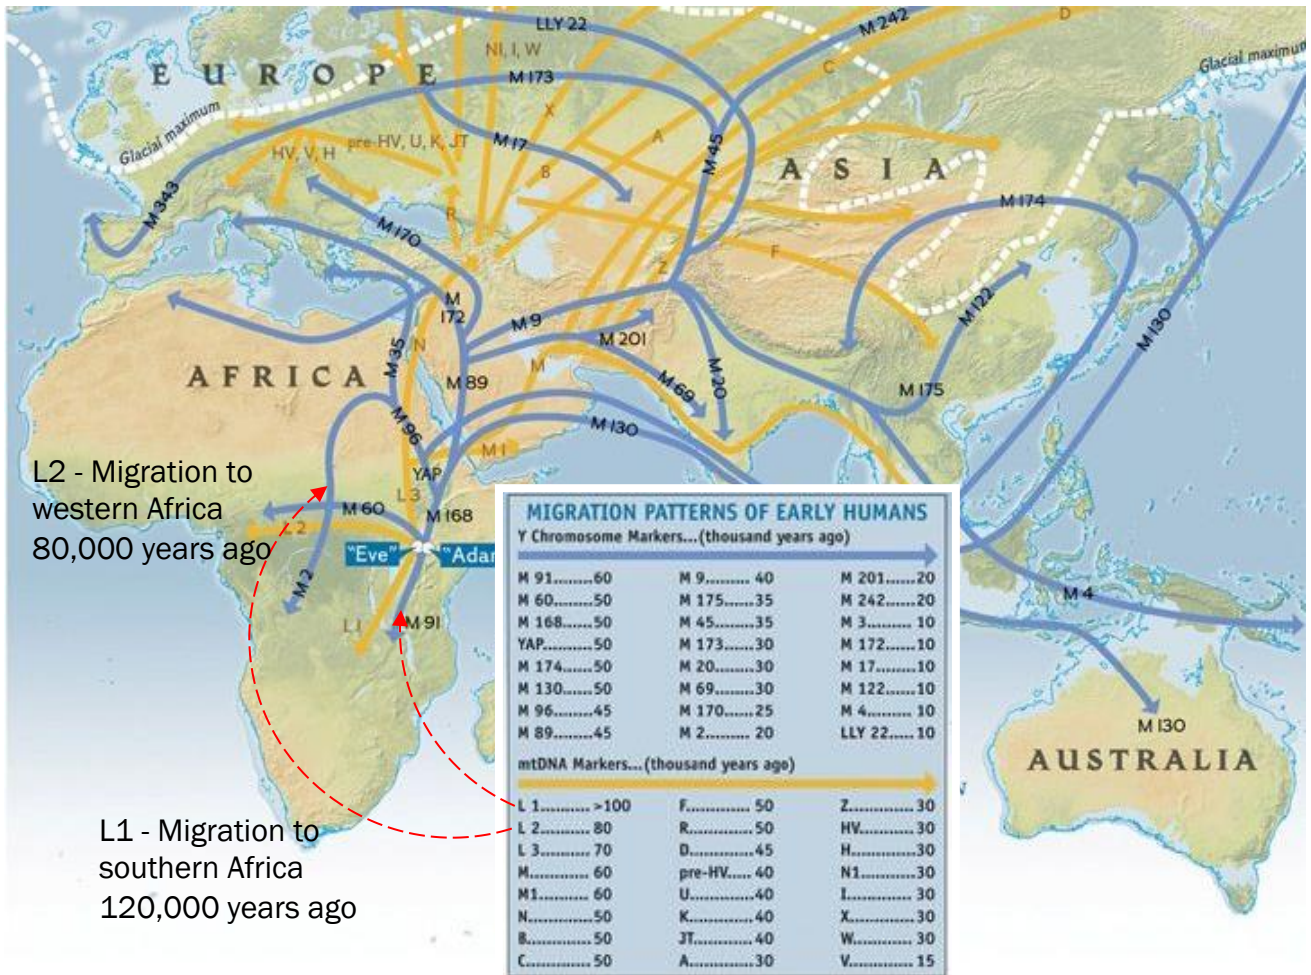 LLY 22
M 242
D
NI, I, W
C
EUROPE
M 173
Glacial maximum
Glacial maximum
X
A
M 17
pre-HV, U, K, JT
HV, V, H
B
M 45
ASIA
M 343
R
M 170
M 174
F
Z
M 172
M 122
M 130
M 9
M 201
N
M 35
M
AFRICA
M 89
M 69
M 20
M 175
M 96
M 130
M 1
YAP
L2 - Migration to
western Africa
80,000 years ago
L 3
M 60
M 168
L 2
"Eve"
"Adam
M 2
L 1
M 91
M 4
M 130
AUSTRALIA
L1 - Migration to
southern Africa
120,000 years ago
MIGRATION PATTERNS OF EARLY HUMANS
Y Chromosome Markers...(thousand years ago)
M 91........60 M 9......... 40 M 201......20
M 60........50 M 175......35 M 242......20
M 168......50 M 45........35 M 3......... 10
YAP..........50 M 173......30 M 172......10
M 174......50 M 20........30 M 17........10
M 130......50 M 69........30 M 122......10
M 96........45 M 170......25 M 4......... 10
M 89........45 M 2......... 20 LLY 22..... 10
mtDNA Markers...(thousand years ago)
L 1.......... >100 F............. 50 Z.............30
L 2.......... 80 R.............50 HV...........30
L 3.......... 70 D.............45 H.............30
M............. 60 pre-HV..... 40 N1...........30
M1........... 60 U.............40 I..............30
N.............50 K.............40 X.............30
B.............50 JT............40 W............ 30
C.............50 A.............30 V............. 15